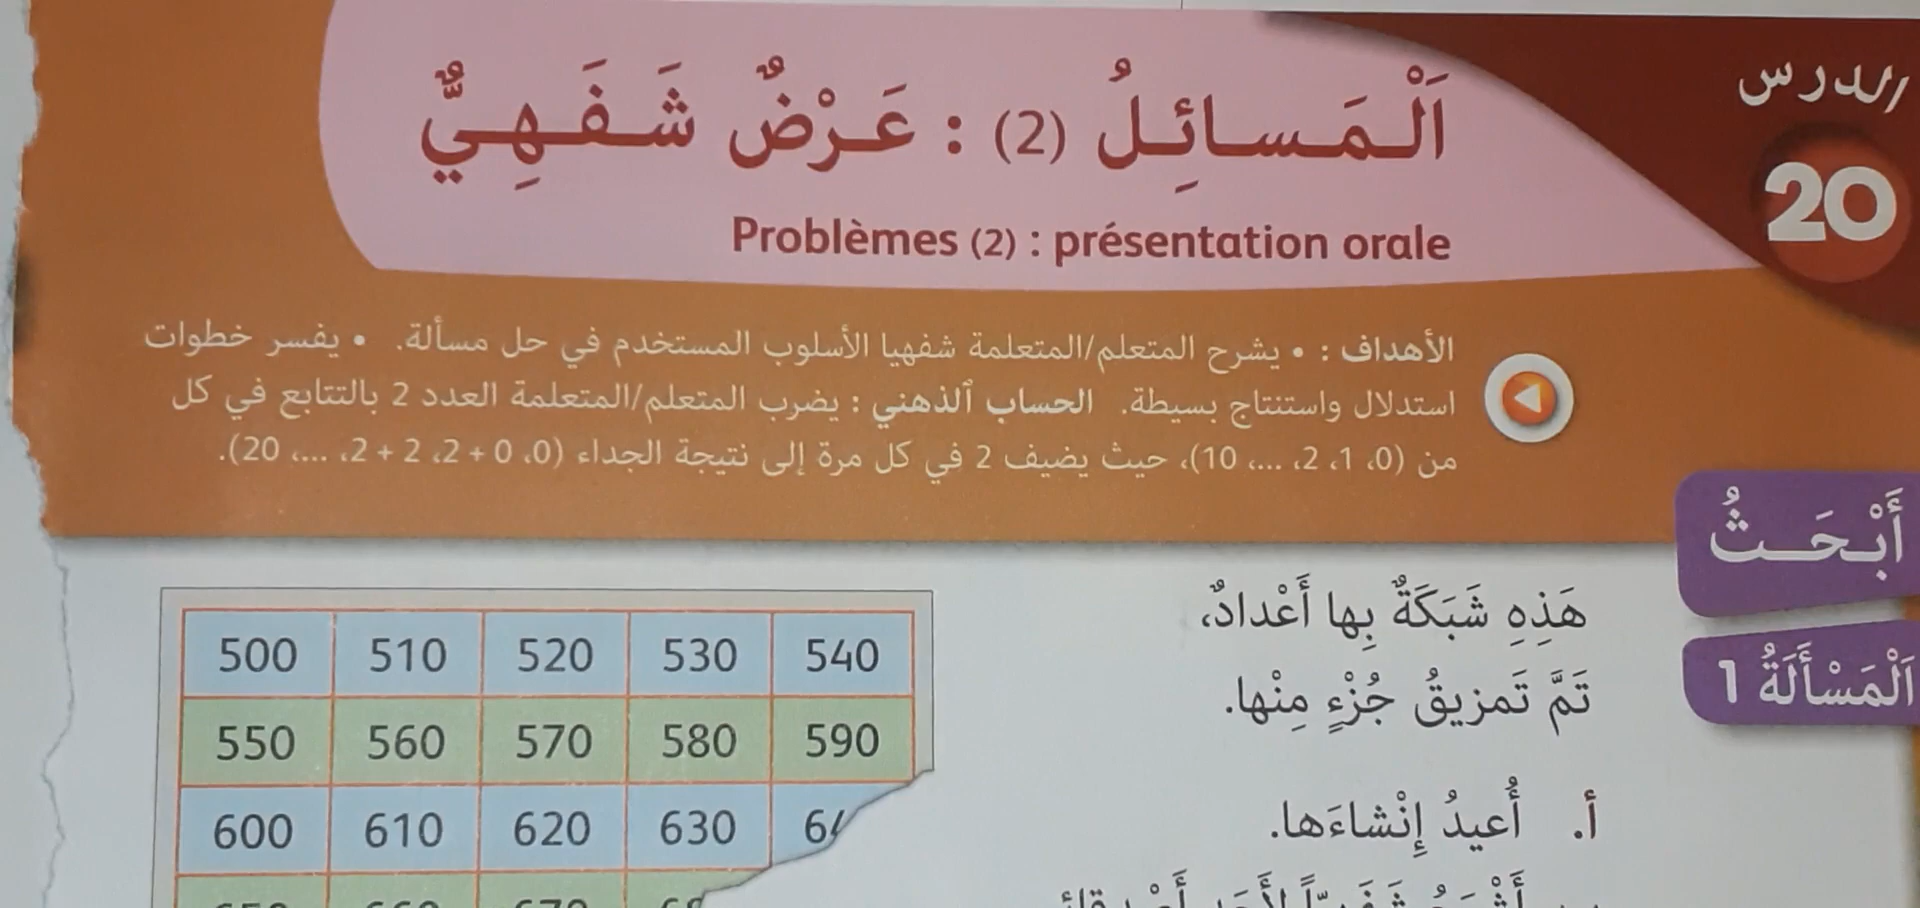 الدرس
20
اَلْمَسائِلُ (2) : عَرْضٌ شَفَهِيٌّ
Problèmes (2) : présentation orale
الأهداف : • يشرح المتعلم/المتعلمة شفهيا الأسلوب المستخدم في حل مسألة. • يفسر خطوات
استدلال واستنتاج بسيطة. الحساب ٱلذهني : يضرب المتعلم/المتعلمة العدد 2 بالتتابع في كل
من (0، 1، 2، ...، 10)، حيث يضيف 2 في كل مرة إلى نتيجة الجداء (0، 0 + 2، 2 + 2، ...، 20).
أَبْحَثُ
اَلْمَسْأَلَةُ 1
هَذِهِ شَبَكَةٌ بِها أَعْدادٌ،
تَمَّ تَمزيقُ جُزْءٍ مِنْها.
أ. أُعيدُ إِنْشاءَها.
500 510 520 530 540
550 560 570 580 590
600 610 620 630